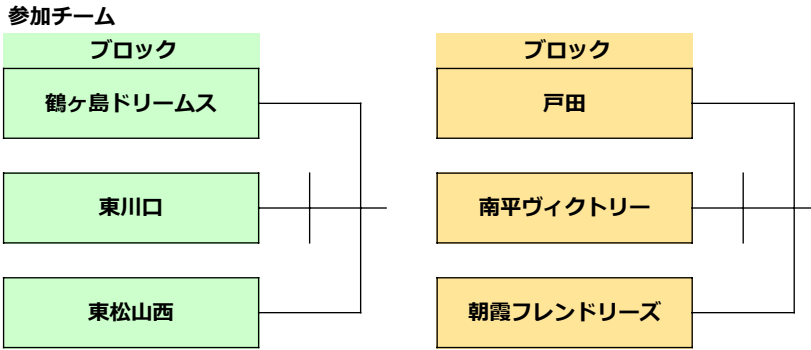 参加チーム
ブロック
鶴ヶ島ドリームス
東川口
東松山西
ブロック
戸田
南平ヴィクトリー
朝霞フレンドリーズ